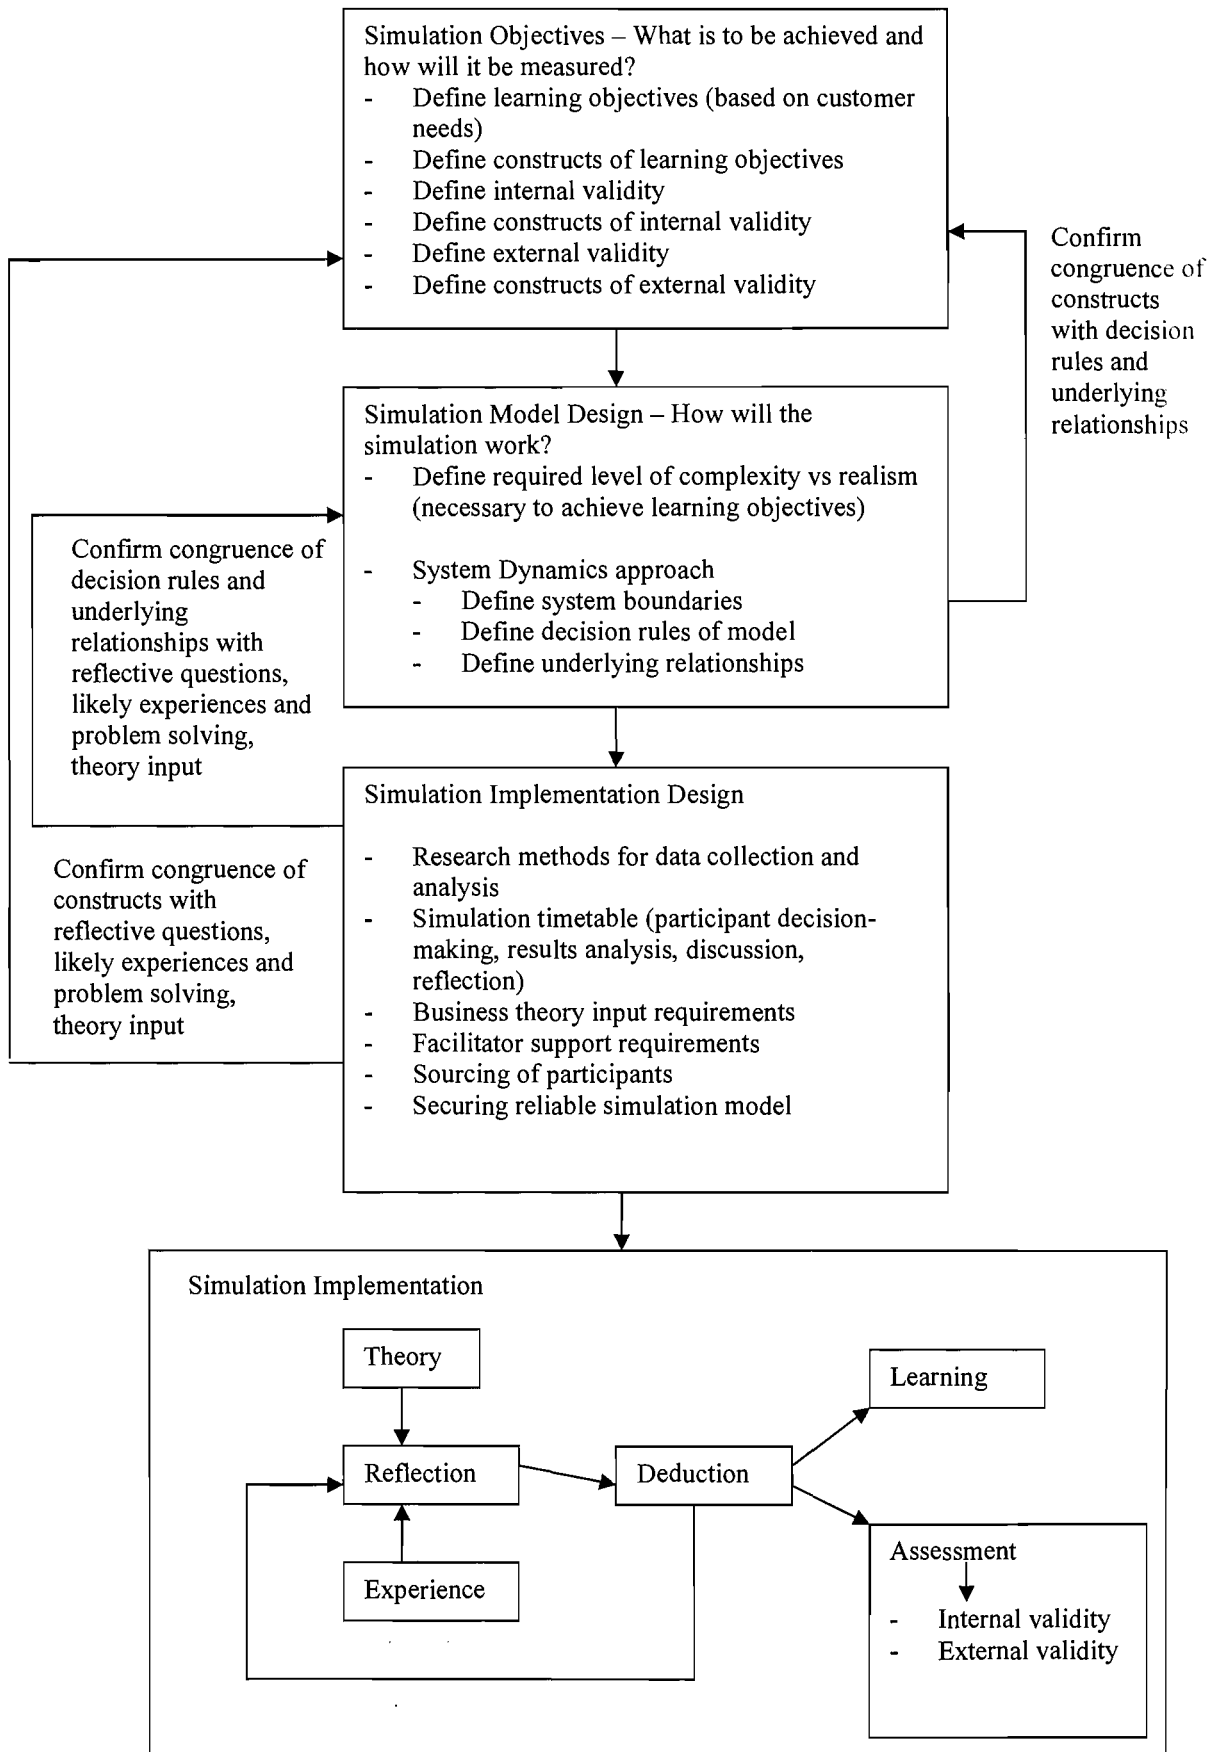 Simulation Objectives – What is to be achieved and
how will it be measured?
- Define learning objectives (based on customer
needs)
- Define constructs of learning objectives
- Define internal validity
- Define constructs of internal validity
- Define external validity
- Define constructs of external validity
Confirm
congruence of
constructs
with decision
rules and
underlying
relationships
Simulation Model Design – How will the
simulation work?
- Define required level of complexity vs realism
(necessary to achieve learning objectives)
- System Dynamics approach
- Define system boundaries
- Define decision rules of model
- Define underlying relationships
Confirm congruence of
decision rules and
underlying
relationships with
reflective questions,
likely experiences and
problem solving,
theory input
Simulation Implementation Design
- Research methods for data collection and
analysis
- Simulation timetable (participant decision-
making, results analysis, discussion,
reflection)
- Business theory input requirements
- Facilitator support requirements
- Sourcing of participants
- Securing reliable simulation model
Confirm congruence of
constructs with
reflective questions,
likely experiences and
problem solving,
theory input
Simulation Implementation
Theory
Learning
Reflection
Deduction
Experience
Assessment
- Internal validity
- External validity